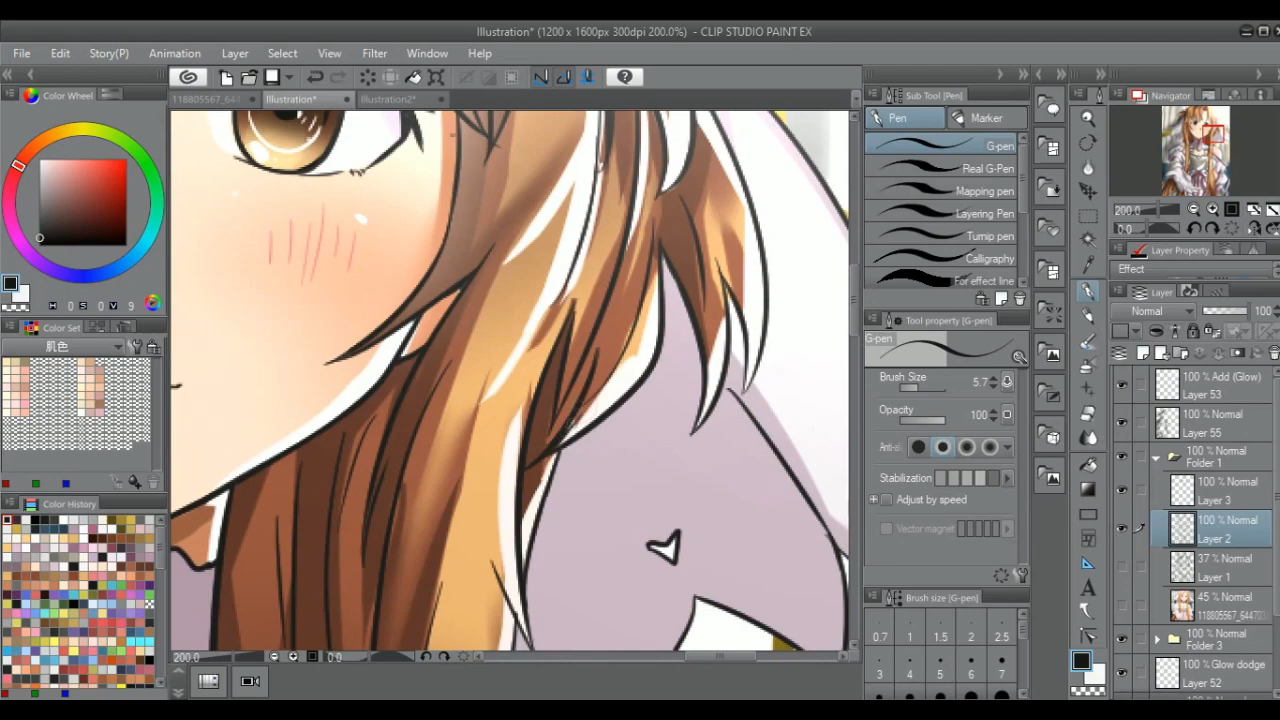 Illustration* (1200 x 1600px 300dpi 200.0%) - CLIP STUDIO PAINT EX
File Edit Story(P) Animation Layer Select View Filter Window Help
Color Wheel
118805567_644 Illustration* Illustration2*
H 0 S 0 V 9
Color Set
肌色
Color History
200.0 0.0
Sub Tool [Pen]
Pen Marker
G-pen
Real G-Pen
Mapping pen
Layering Pen
Turnip pen
Calligraphy
For effect line
Tool property [G-pen]
G-pen
Brush Size 5.7
Opacity 100
Anti-al
Stabilization
Adjust by speed
Vector magnet
Brush size [G-pen]
0.7 1 1.5 2 2.5
3 4 5 6 7
Navigator
200.0
0.0
Layer Property
Effect
Layer
Normal 100
100 % Add (Glow)
Layer 53
100 % Normal
Layer 55
100 % Normal
Folder 1
100 % Normal
Layer 3
100 % Normal
Layer 2
37 % Normal
Layer 1
45 % Normal
118805567_64470
100 % Normal
Folder 3
100 % Glow dodge
Layer 52